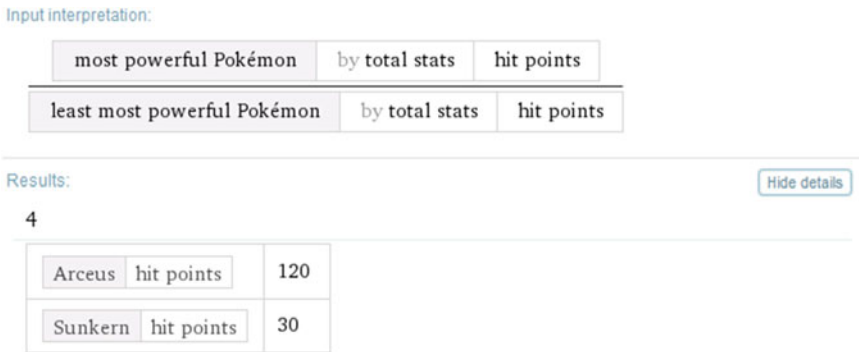 Input interpretation:
most powerful Pokémon by total stats hit points
least most powerful Pokémon by total stats hit points
Results:
Hide details
4
Arceus hit points 120
Sunkern hit points 30